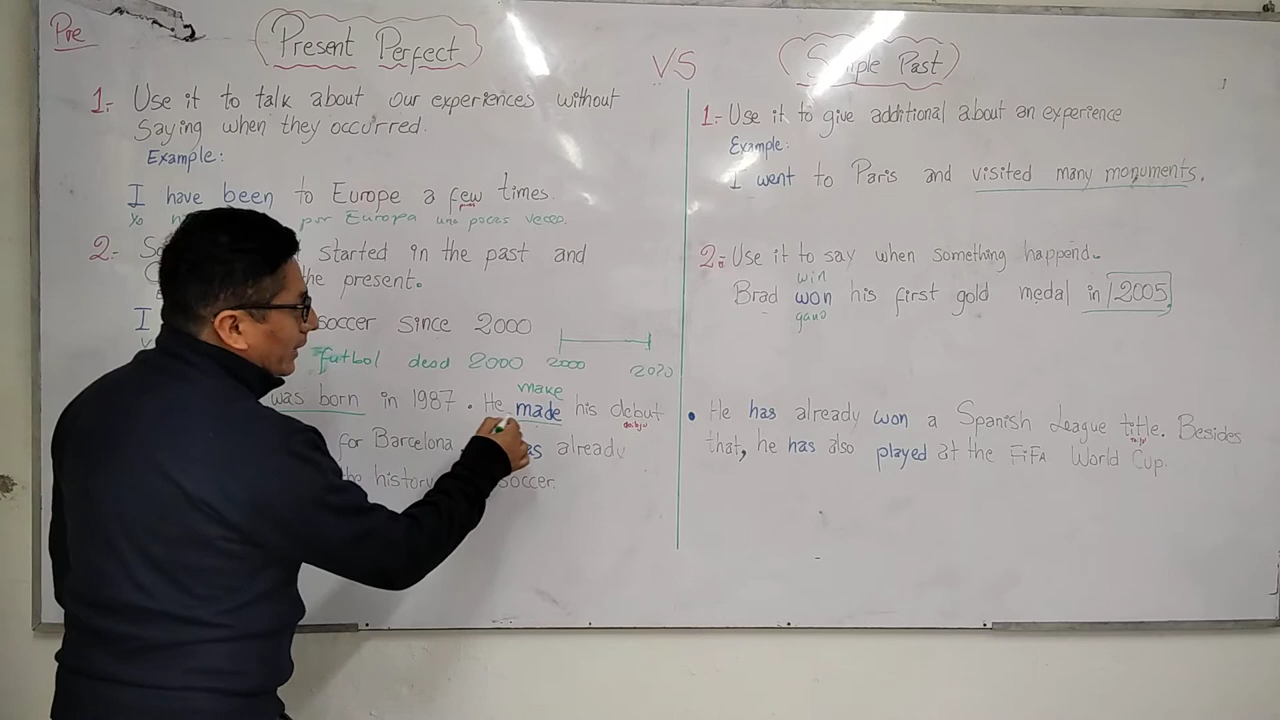 Pre
Present Perfect
VS
Simple Past
1.- Use it to talk about our experiences without
saying when they occurred.
Example:
I have been to Europe a few times.
Yo por Europa una pocas veces.
2.- started in the past and
the present.
I soccer since 2000
2000
2020
futbol desd 2000
was born in 1987. He made his debut
make
for Barcelona already
history soccer.
1.- Use it to give additional about an experience
Example:
I went to Paris and visited many monuments.
2.- Use it to say when something happend.
win
Brad won his first gold medal in 2005
gano
• He has already won a Spanish League title. Besides
that, he has also played at the FiFA World Cup.